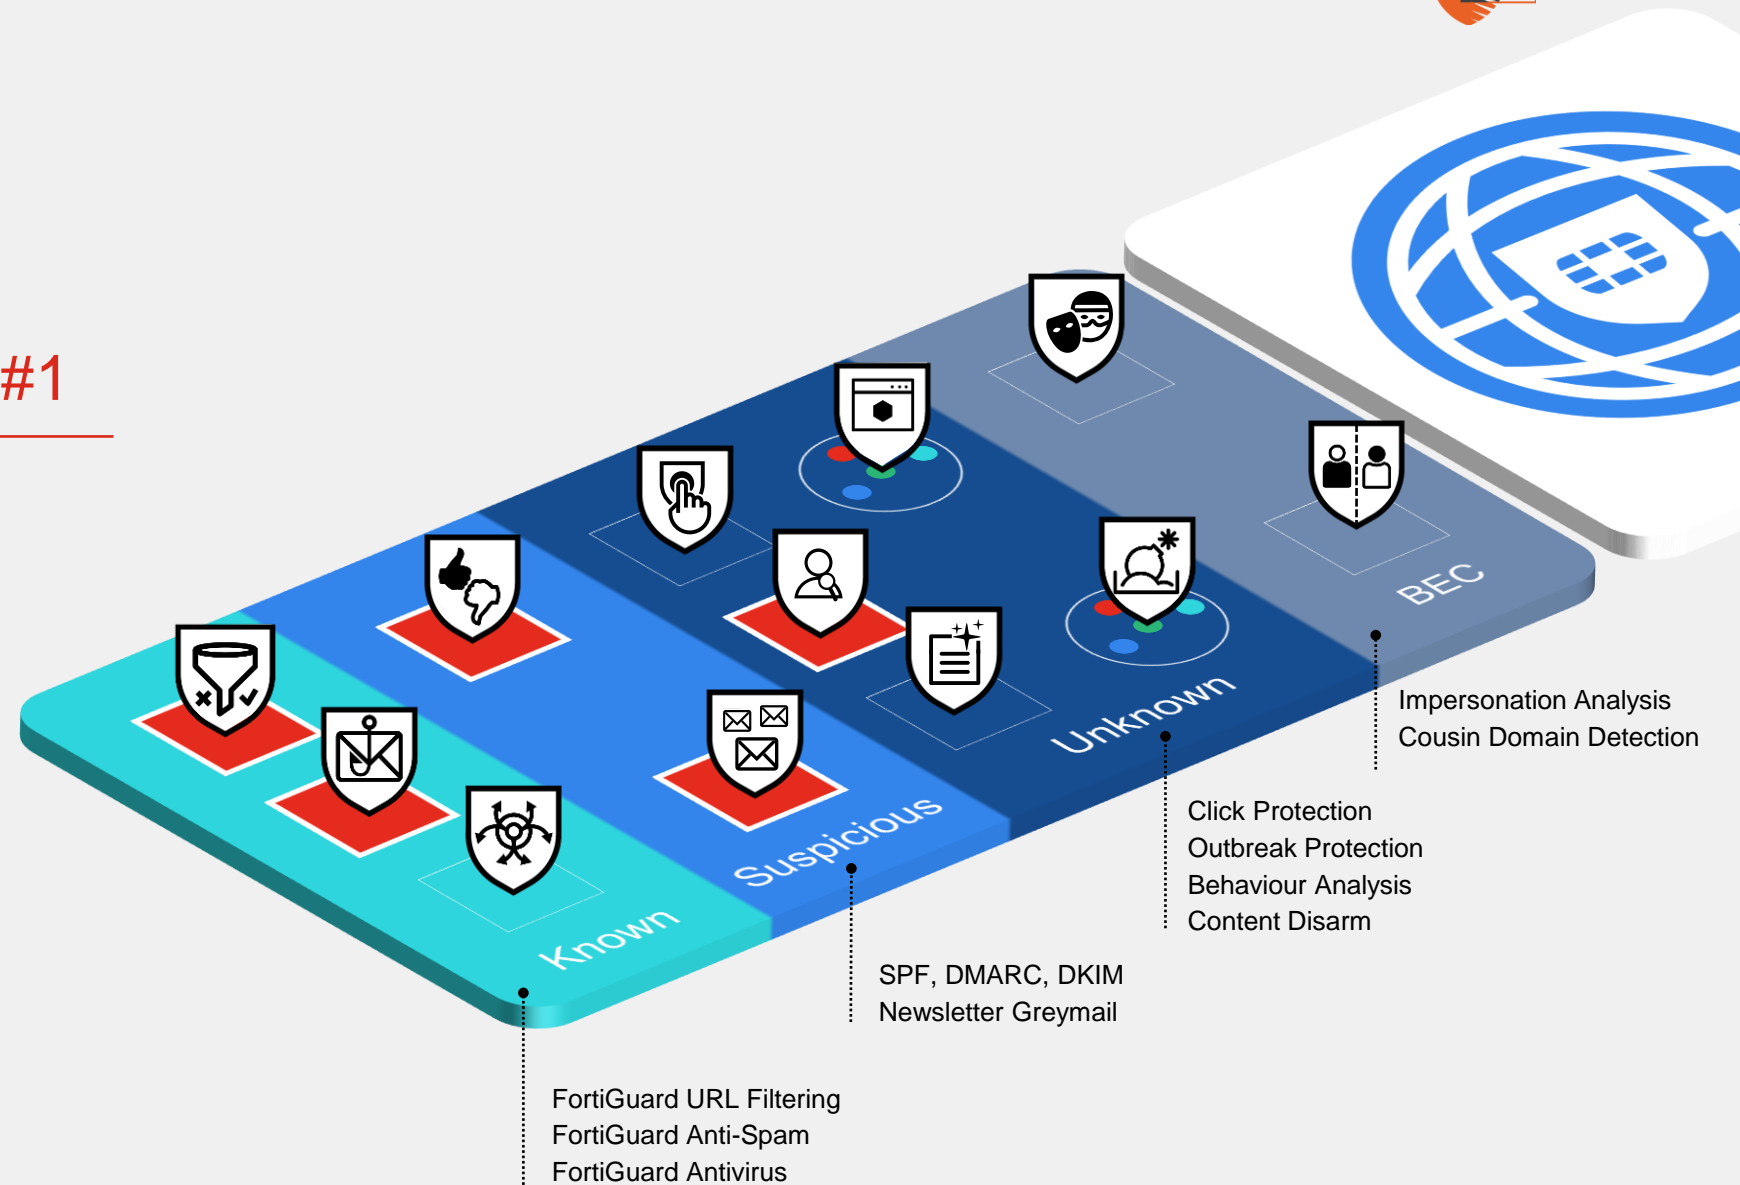 #1
BEC
Impersonation Analysis
Cousin Domain Detection
Unknown
Click Protection
Outbreak Protection
Behaviour Analysis
Content Disarm
Suspicious
SPF, DMARC, DKIM
Newsletter Greymail
Known
FortiGuard URL Filtering
FortiGuard Anti-Spam
FortiGuard Antivirus